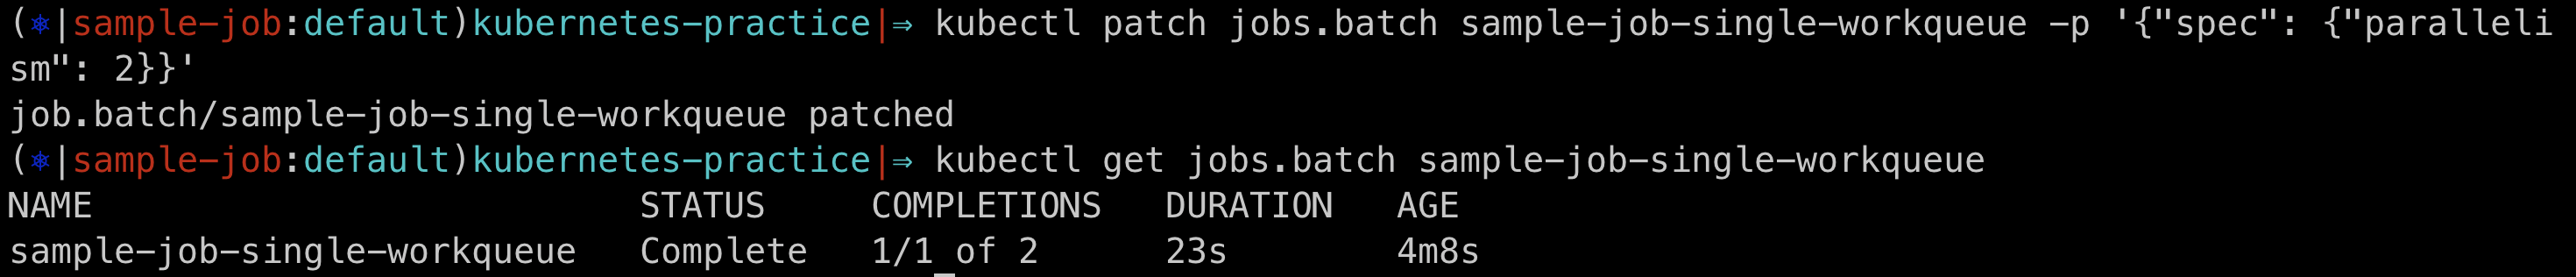 (⎈|sample-job:default)kubernetes-practice|⇒ kubectl patch jobs.batch sample-job-single-workqueue -p '{"spec": {"paralleli
sm": 2}}'
job.batch/sample-job-single-workqueue patched
(⎈|sample-job:default)kubernetes-practice|⇒ kubectl get jobs.batch sample-job-single-workqueue
NAME STATUS COMPLETIONS DURATION AGE
sample-job-single-workqueue Complete 1/1 of 2 23s 4m8s